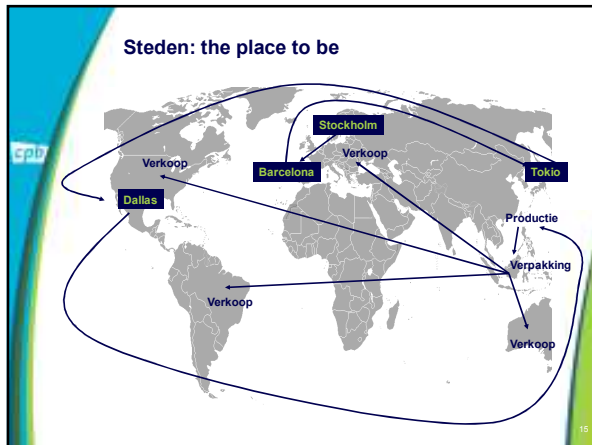 Steden: the place to be
cpb
Stockholm
Verkoop
Verkoop
Barcelona
Tokio
Dallas
Productie
Verpakking
Verkoop
Verkoop
15